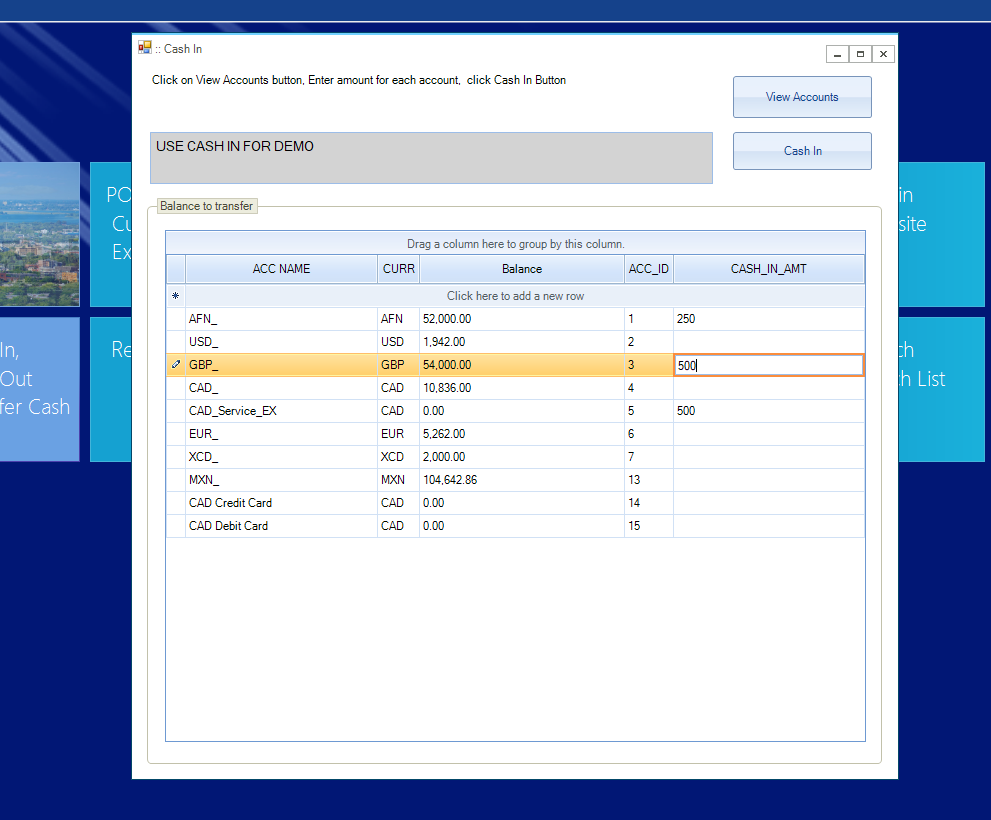 :: Cash In
Click on View Accounts button, Enter amount for each account, click Cash In Button
View Accounts
USE CASH IN FOR DEMO
Cash In
Balance to transfer
Drag a column here to group by this column.
ACC NAME CURR Balance ACC_ID CASH_IN_AMT
Click here to add a new row
AFN_ AFN 52,000.00 1 250
USD_ USD 1,942.00 2
GBP_ GBP 54,000.00 3 500
CAD_ CAD 10,836.00 4
CAD_Service_EX CAD 0.00 5 500
EUR_ EUR 5,262.00 6
XCD_ XCD 2,000.00 7
MXN_ MXN 104,642.86 13
CAD Credit Card CAD 0.00 14
CAD Debit Card CAD 0.00 15
PO
Cu
Ex
in
site
In,
Out
fer Cash
Re
ch
h List